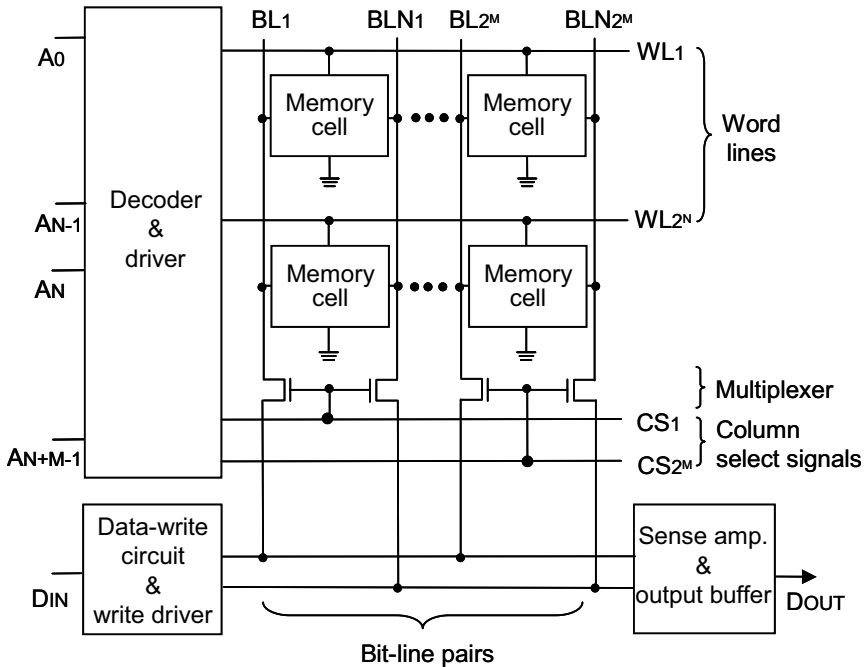 BL1
BLN1
BL2M
BLN2M
A0
WL1
Memory
cell
Memory
cell
Word
lines
Decoder
&
driver
AN-1
WL2N
AN
Memory
cell
Memory
cell
Multiplexer
CS1
Column
select signals
AN+M-1
CS2M
Data-write
circuit
&
write driver
Sense amp.
&
output buffer
DIN
DOUT
Bit-line pairs